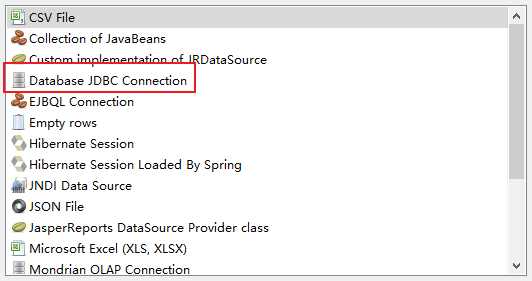 CSV File
Collection of JavaBeans
Custom implementation of JRDataSource
Database JDBC Connection
EJBQL Connection
Empty rows
Hibernate Session
Hibernate Session Loaded By Spring
JNDI Data Source
JSON File
JasperReports DataSource Provider class
Microsoft Excel (XLS, XLSX)
Mondrian OLAP Connection